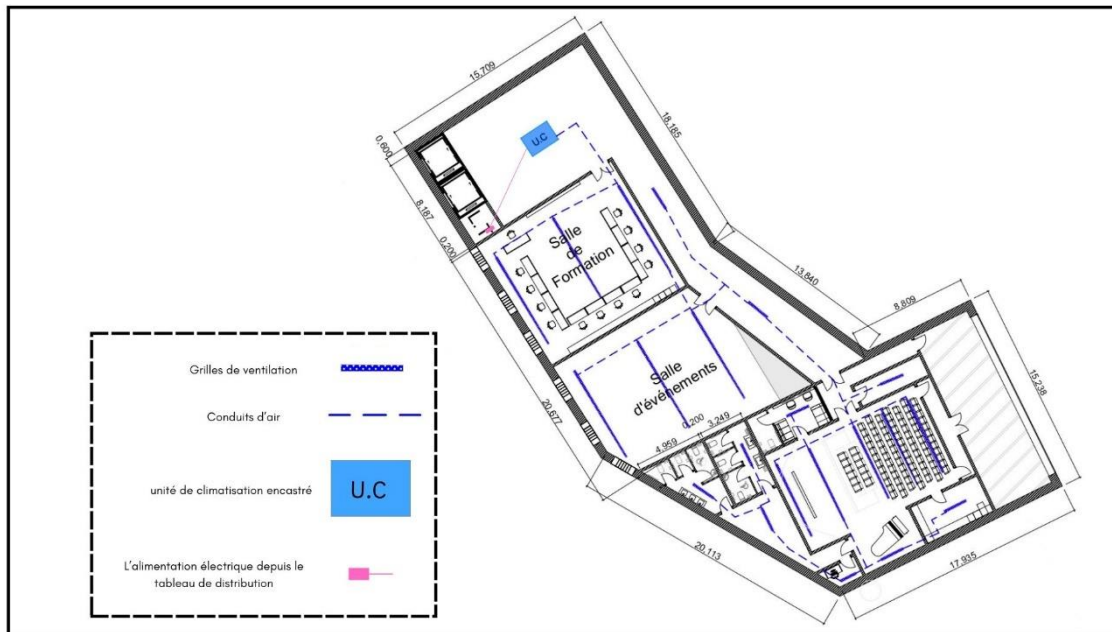 15,709
0,600
U.C
18,185
8,187
0,200
Salle
de
Formation
13,840
8,809
15,238
Salle
d'événements
0,200
3,249
4,959
20,677
20,113
17,935
Grilles de ventilation
Conduits d'air
unité de climatisation encastré
U.C
L'alimentation électrique depuis le
tableau de distribution